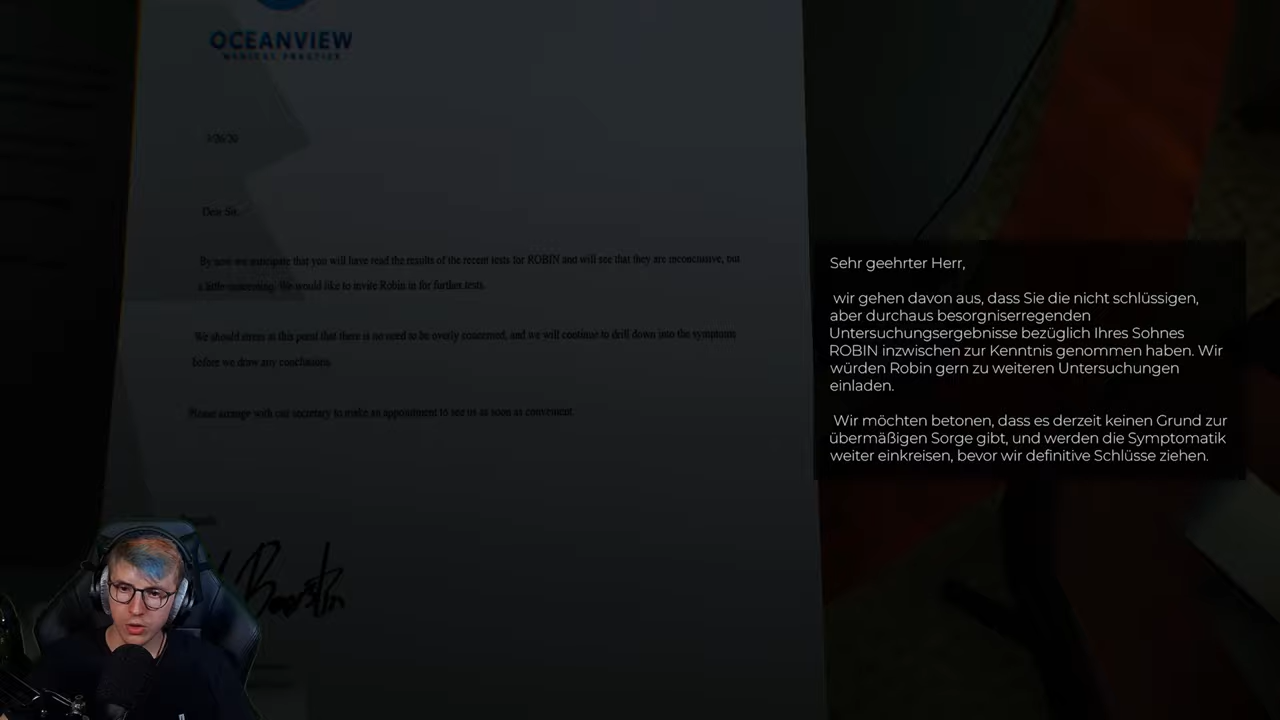 OCEANVIEW
MEDICAL PRACTICE
Dear Sir,
By now we anticipate that you will have read the results of the recent tests for ROBIN and will see that they are inconclusive, but
a little concerning. We would like to invite Robin in for further tests.
We should stress at this point that there is no need to be overly concerned, and we will continue to drill down into the symptoms
before we draw any conclusions.
Please arrange with our secretary to make an appointment to see us as soon as convenient.
Sehr geehrter Herr,
wir gehen davon aus, dass Sie die nicht schlüssigen,
aber durchaus besorgniserregenden
Untersuchungsergebnisse bezüglich Ihres Sohnes
ROBIN inzwischen zur Kenntnis genommen haben. Wir
würden Robin gern zu weiteren Untersuchungen
einladen.
Wir möchten betonen, dass es derzeit keinen Grund zur
übermäßigen Sorge gibt, und werden die Symptomatik
weiter einkreisen, bevor wir definitive Schlüsse ziehen.